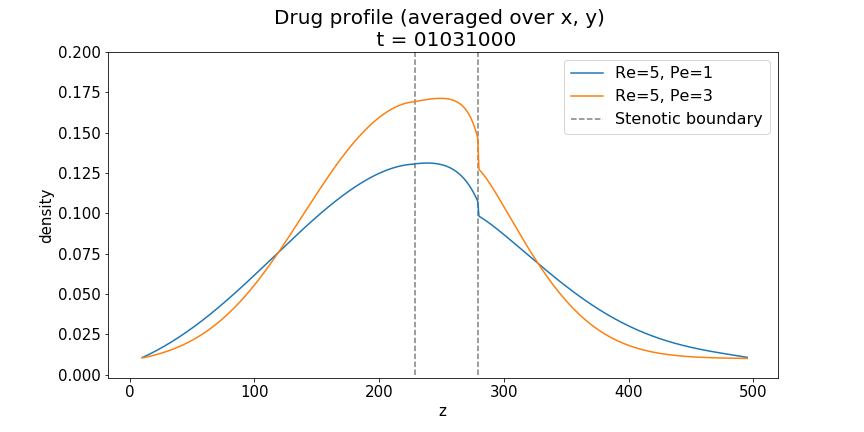 Drug profile (averaged over x, y)
t = 01031000
0.200
0.175
0.150
0.125
0.100
0.075
0.050
0.025
0.000
density
Re=5, Pe=1
Re=5, Pe=3
Stenotic boundary
0
100
200
300
400
500
z